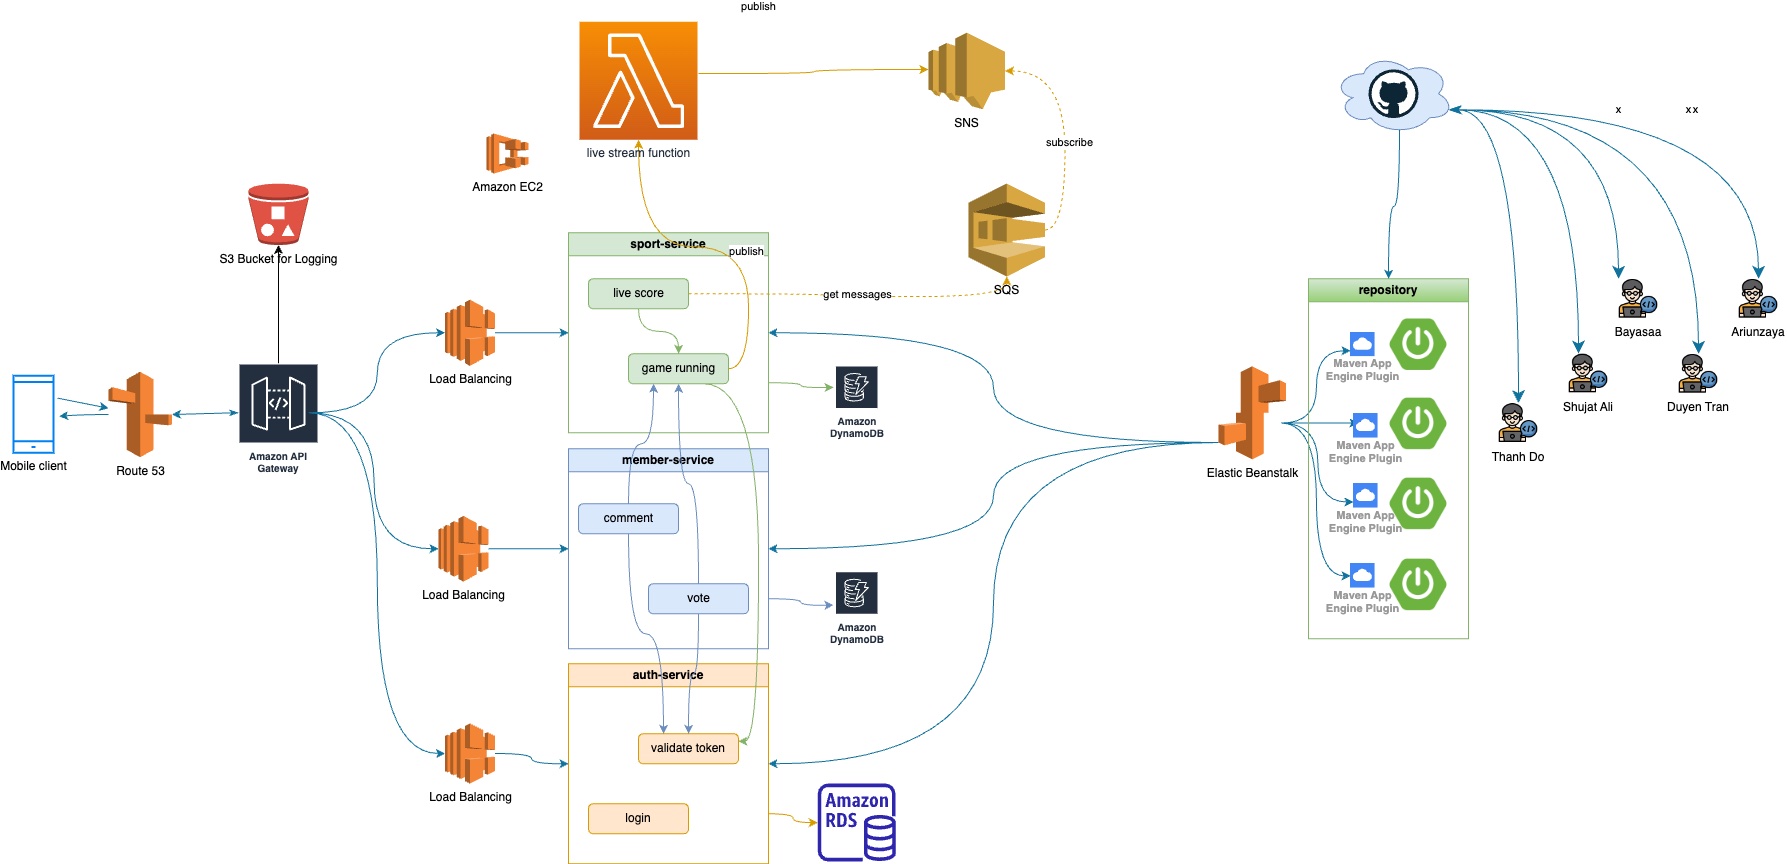 publish
live stream function
SNS
subscribe
Amazon EC2
S3 Bucket for Logging
sport-service
publish
live score
get messages
SQS
game running
Load Balancing
Amazon
DynamoDB
Mobile client
Route 53
Amazon API
Gateway
member-service
comment
vote
Load Balancing
Amazon
DynamoDB
auth-service
validate token
login
Load Balancing
Amazon
RDS
Elastic Beanstalk
repository
Maven App
Engine Plugin
Maven App
Engine Plugin
Maven App
Engine Plugin
Maven App
Engine Plugin
x
xx
Bayasaa
Ariunzaya
Shujat Ali
Duyen Tran
Thanh Do